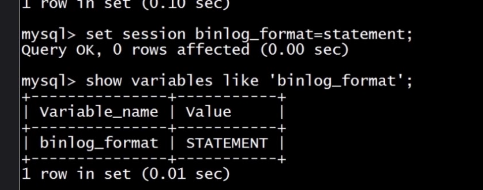 1 row in set (0.10 sec)
mysql> set session binlog_format=statement;
Query OK, 0 rows affected (0.00 sec)
mysql> show variables like 'binlog_format';
+---------------+-----------+
| Variable_name | Value     |
+---------------+-----------+
| binlog_format | STATEMENT |
+---------------+-----------+
1 row in set (0.01 sec)